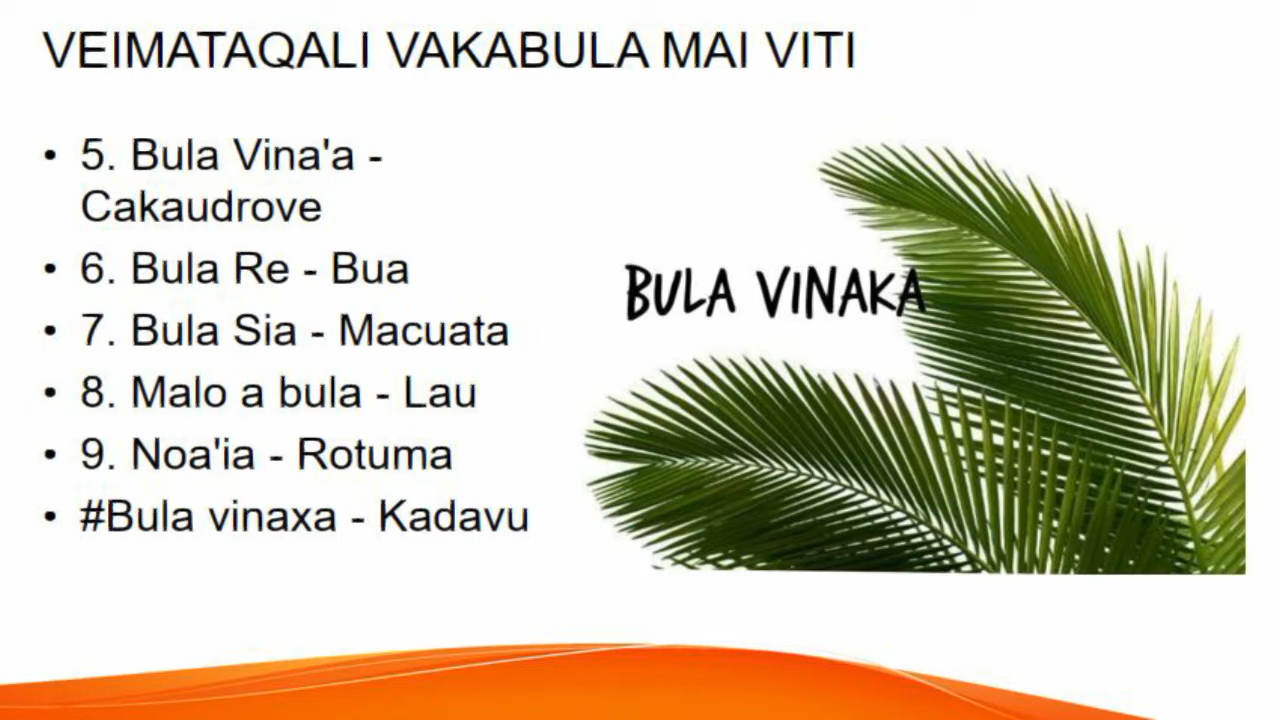 VEIMATAQALI VAKABULA MAI VITI
• 5. Bula Vina'a -
Cakaudrove
• 6. Bula Re - Bua
• 7. Bula Sia - Macuata
• 8. Malo a bula - Lau
• 9. Noa'ia - Rotuma
• #Bula vinaxa - Kadavu
BULA VINAKA